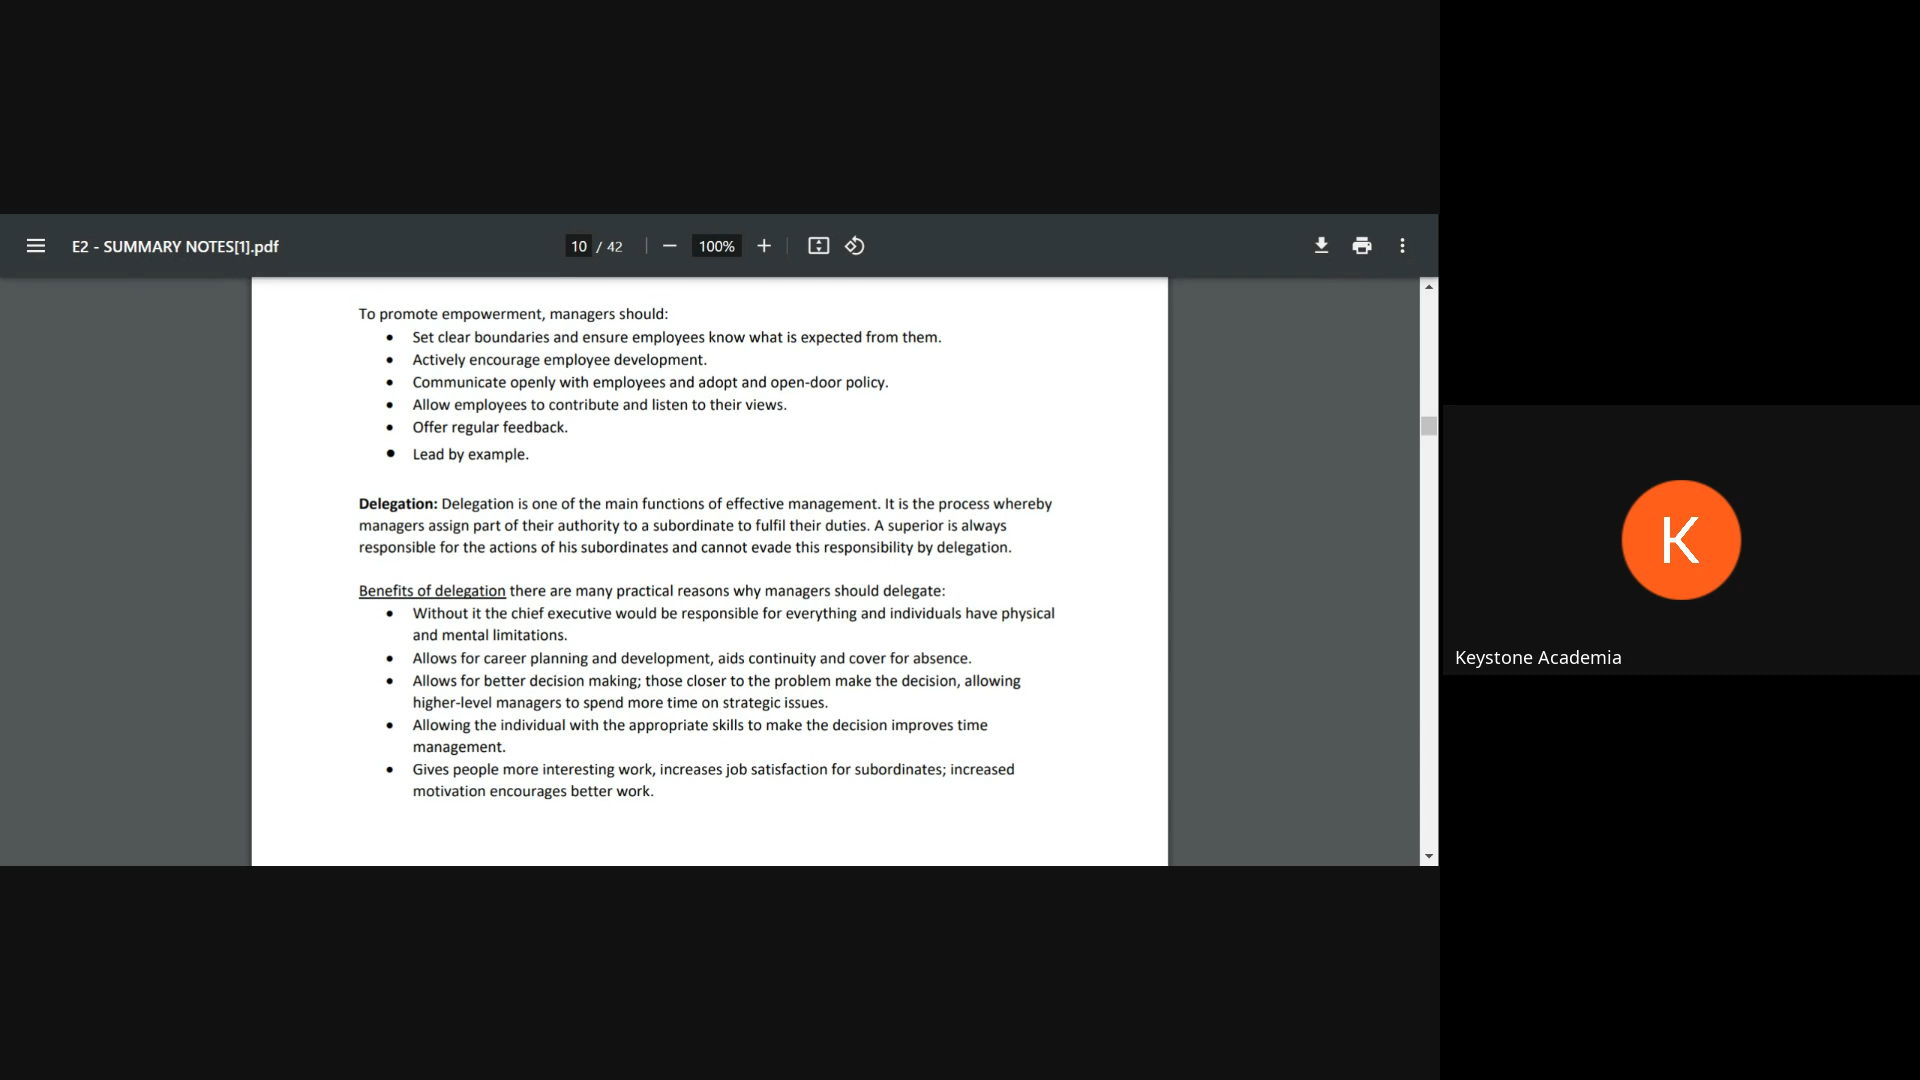 E2 - SUMMARY NOTES[1].pdf
10 / 42
100%
To promote empowerment, managers should:
• Set clear boundaries and ensure employees know what is expected from them.
• Actively encourage employee development.
• Communicate openly with employees and adopt and open-door policy.
• Allow employees to contribute and listen to their views.
• Offer regular feedback.
• Lead by example.
Delegation: Delegation is one of the main functions of effective management. It is the process whereby
managers assign part of their authority to a subordinate to fulfil their duties. A superior is always
responsible for the actions of his subordinates and cannot evade this responsibility by delegation.
Benefits of delegation there are many practical reasons why managers should delegate:
• Without it the chief executive would be responsible for everything and individuals have physical
and mental limitations.
• Allows for career planning and development, aids continuity and cover for absence.
• Allows for better decision making; those closer to the problem make the decision, allowing
higher-level managers to spend more time on strategic issues.
• Allowing the individual with the appropriate skills to make the decision improves time
management.
• Gives people more interesting work, increases job satisfaction for subordinates; increased
motivation encourages better work.
K
Keystone Academia